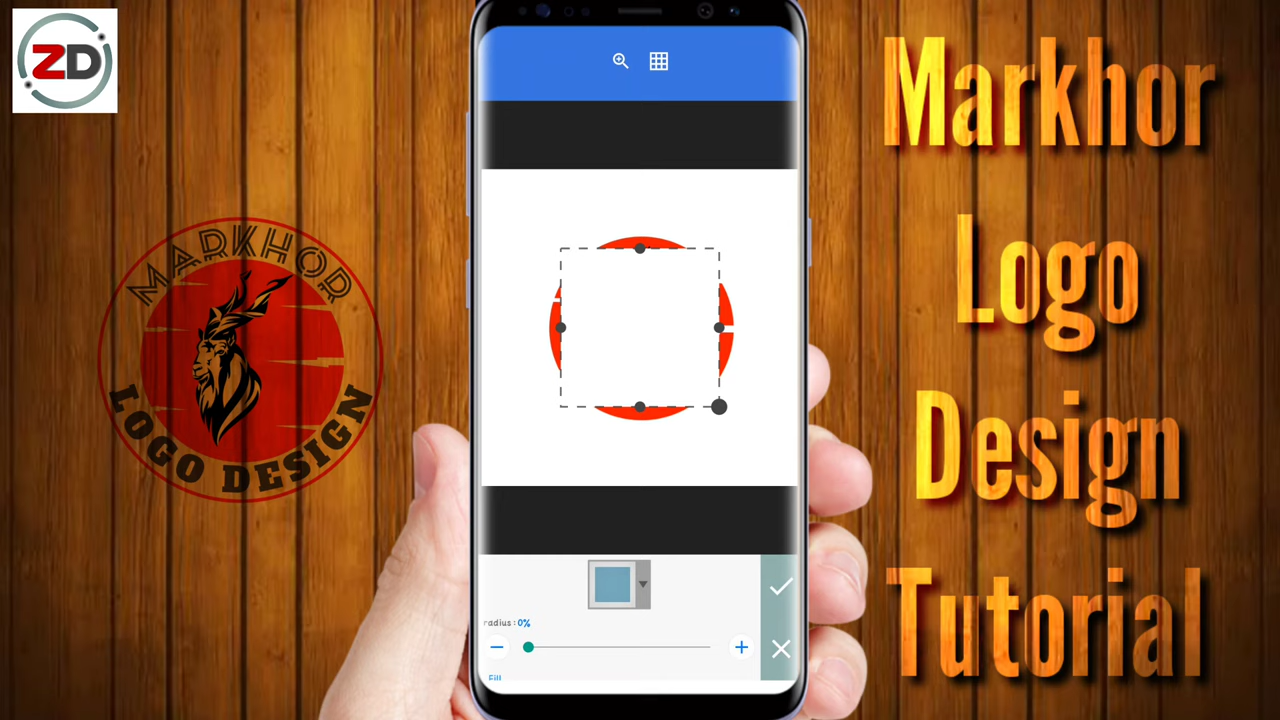 ZD
MARKHOR
LOGO DESIGN
radius : 0%
Fill
Markhor
Logo
Design
Tutorial